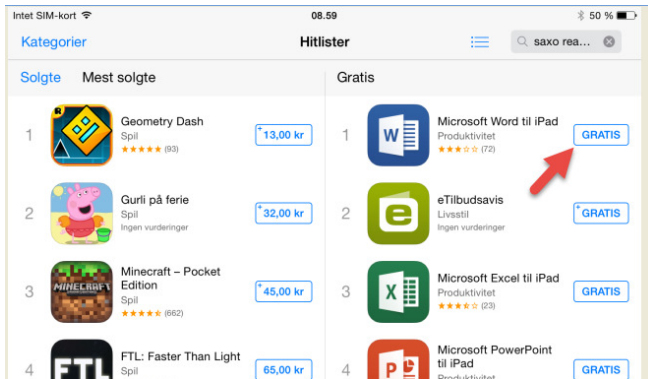 Intet SIM-kort
08.59
50 %
Kategorier
Hitlister
saxo rea...
Solgte
Mest solgte
Gratis
1
Geometry Dash
Spil
(93)
+13,00 kr
2
Gurli på ferie
Spil
Ingen vurderinger
+32,00 kr
3
MINECRAFT
Minecraft – Pocket
Edition
Spil
(662)
+45,00 kr
4
FTL
FTL: Faster Than Light
Spil
65,00 kr
1
W
Microsoft Word til iPad
Produktivitet
(72)
GRATIS
2
e
eTilbudsavis
Livsstil
Ingen vurderinger
+GRATIS
3
X
Microsoft Excel til iPad
Produktivitet
(23)
GRATIS
4
P
Microsoft PowerPoint
til iPad
Produktivitet
GRATIS